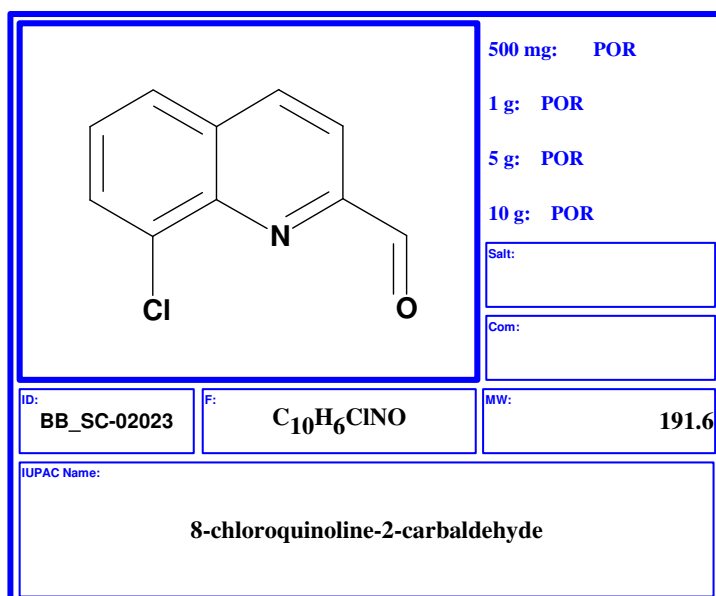 500 mg: POR
1 g: POR
5 g: POR
10 g: POR
N
Cl
O
Salt:
Com:
ID:
BB_SC-02023
F:
C10H6ClNO
MW:
191.6
IUPAC Name:
8-chloroquinoline-2-carbaldehyde